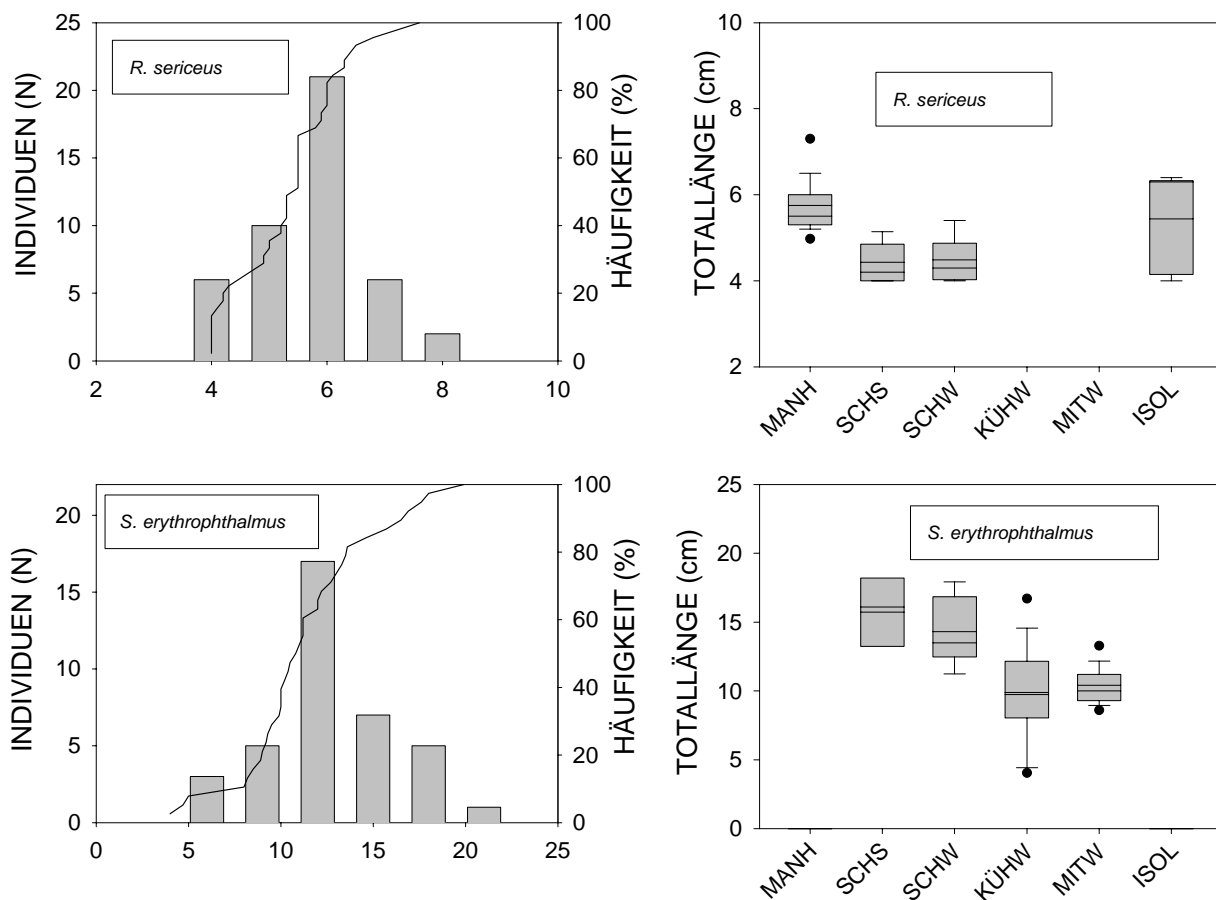 R. sericeus
INDIVIDUEN (N)
25
20
15
10
5
0
2
4
6
8
10
HÄUFIGKEIT (%)
100
80
60
40
20
0
R. sericeus
TOTALLÄNGE (cm)
10
8
6
4
2
MANH
SCHS
SCHW
KÜHW
MITW
ISOL
S. erythrophthalmus
INDIVIDUEN (N)
20
15
10
5
0
0
5
10
15
20
25
HÄUFIGKEIT (%)
100
80
60
40
20
0
S. erythrophthalmus
TOTALLÄNGE (cm)
25
20
15
10
5
0
MANH
SCHS
SCHW
KÜHW
MITW
ISOL